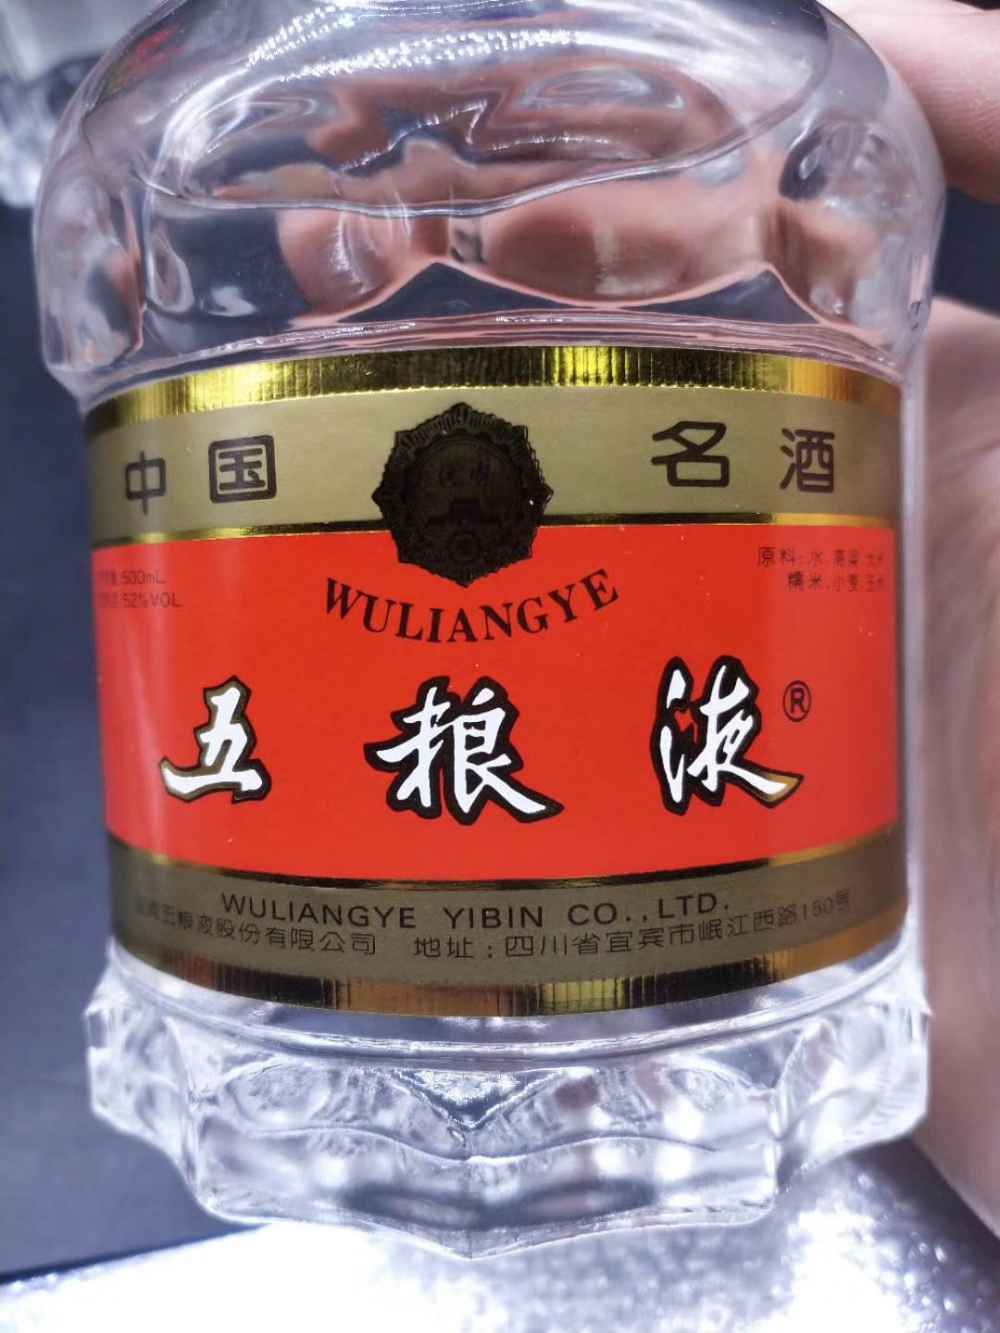 中国 名酒
500mL
52%VOL
原料:水.高粱.大米
糯米.小麦.玉米
WULIANGYE
五粮液®
WULIANGYE YIBIN CO.,LTD.
宜宾五粮液股份有限公司 地址:四川省宜宾市岷江西路150号